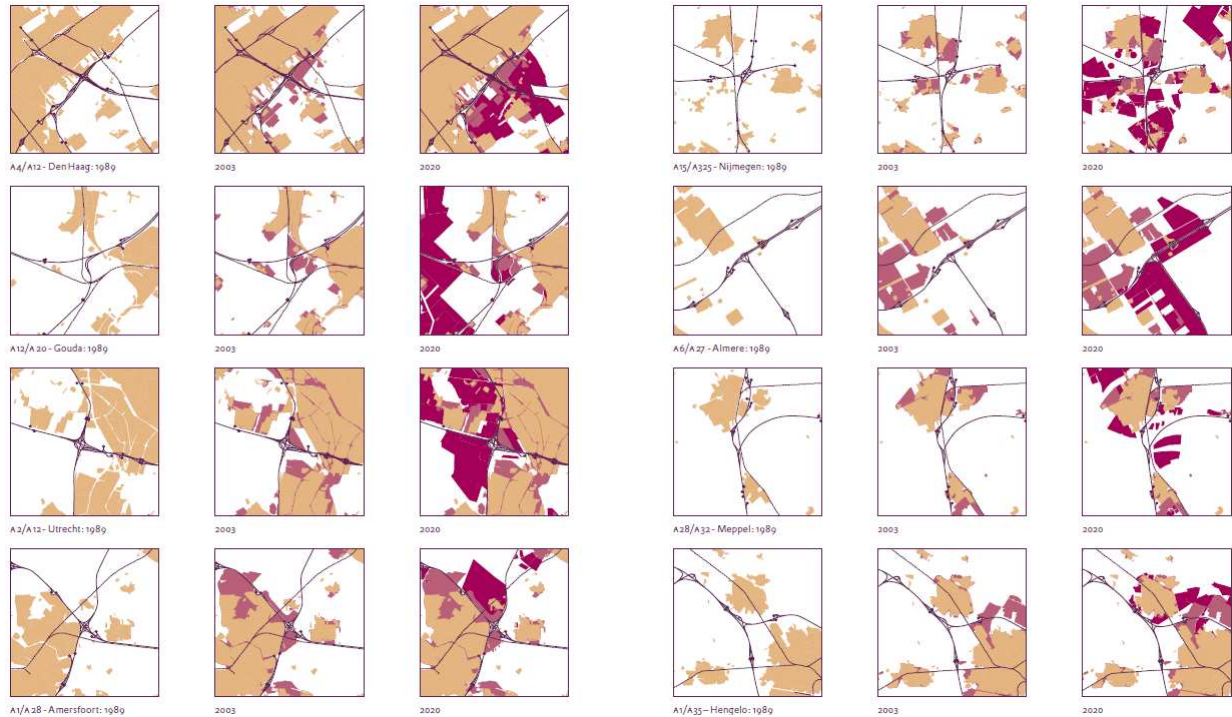 A4/A12 - Den Haag: 1989
2003
2020
A15/A325 - Nijmegen: 1989
2003
2020
A12/A20 - Gouda: 1989
2003
2020
A6/A27 - Almere: 1989
2003
2020
A2/A12 - Utrecht: 1989
2003
2020
A28/A32 - Meppel: 1989
2003
2020
A1/A28 - Amersfoort: 1989
2003
2020
A1/A35 – Hengelo: 1989
2003
2020